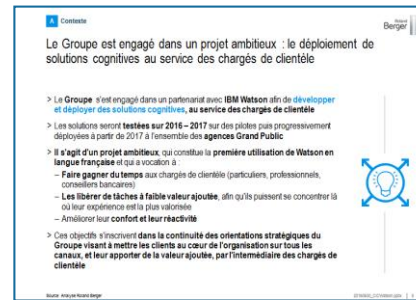 A Contexte
Roland
Berger
Le Groupe est engagé dans un projet ambitieux : le déploiement de
solutions cognitives au service des chargés de clientèle
> Le Groupe s'est engagé dans un partenariat avec IBM Watson afin de développer
et déployer des solutions cognitives, au service des chargés de clientèle
> Les solutions seront testées sur 2016 – 2017 sur des pilotes puis progressivement
déployées à partir de 2017 à l'ensemble des agences Grand Public
> Il s'agit d'un projet ambitieux, qui constitue la première utilisation de Watson en
langue française et qui a vocation à :
– Faire gagner du temps aux chargés de clientèle (particuliers, professionnels,
conseillers bancaires)
– Les libérer de tâches à faible valeur ajoutée, afin qu'ils puissent se concentrer là
où leur expérience est la plus valorisée
– Améliorer leur confort et leur réactivité
> Ces objectifs s'inscrivent dans la continuité des orientations stratégiques du
Groupe visant à mettre les clients au cœur de l'organisation sur tous les
canaux, et leur apporter de la valeur ajoutée, par l'intermédiaire des chargés de
clientèle
Source: Analyse Roland Berger